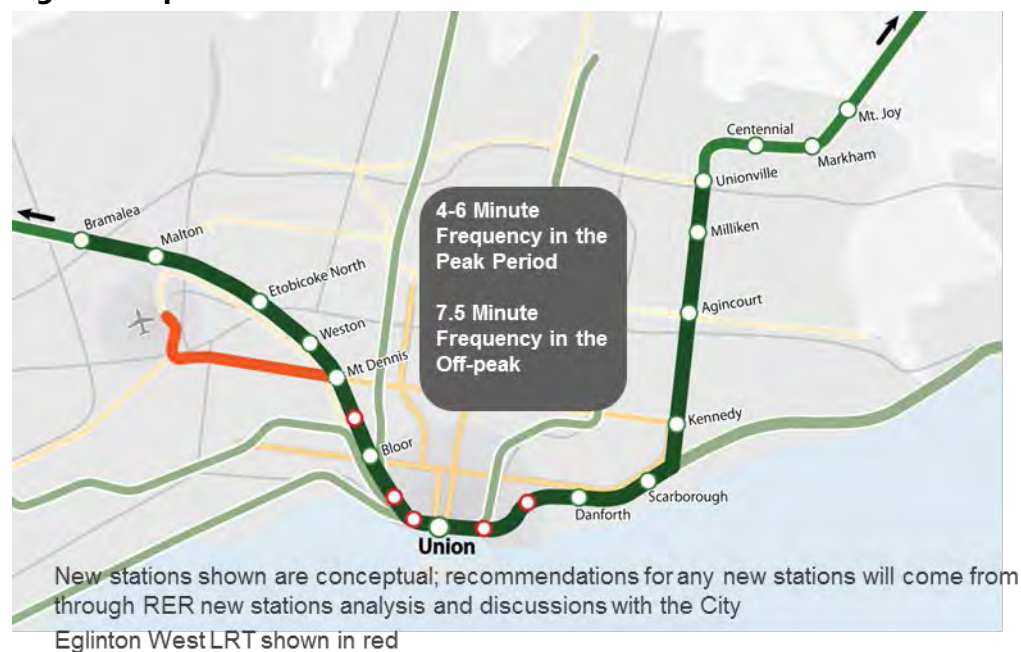 4-6 Minute
Frequency in the
Peak Period
7.5 Minute
Frequency in the
Off-peak
Bramalea
Malton
Etobicoke North
Weston
Mt Dennis
Bloor
Union
Danforth
Scarborough
Kennedy
Agincourt
Milliken
Unionville
Centennial
Markham
Mt. Joy
New stations shown are conceptual; recommendations for any new stations will come from
through RER new stations analysis and discussions with the City
Eglinton West LRT shown in red